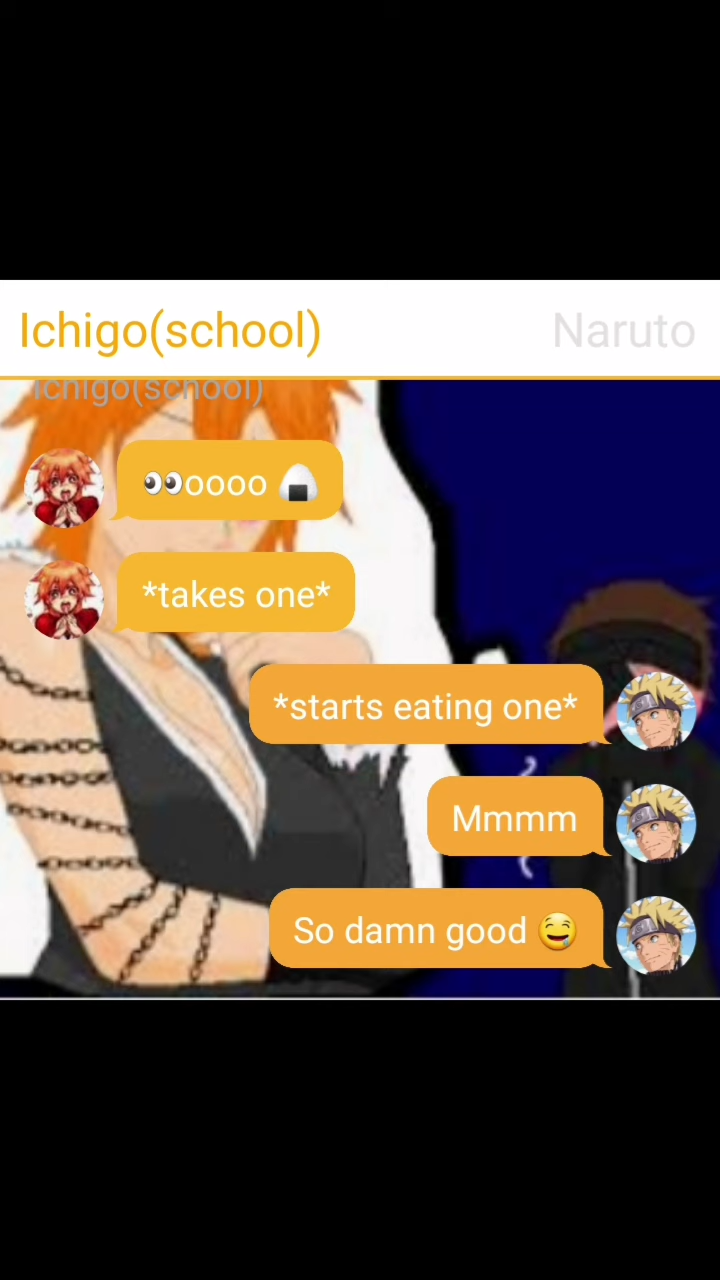 Ichigo(school)
Naruto
Ichigo(school)
👀oooo 🍙
*takes one*
*starts eating one*
Mmmm
So damn good 🤤